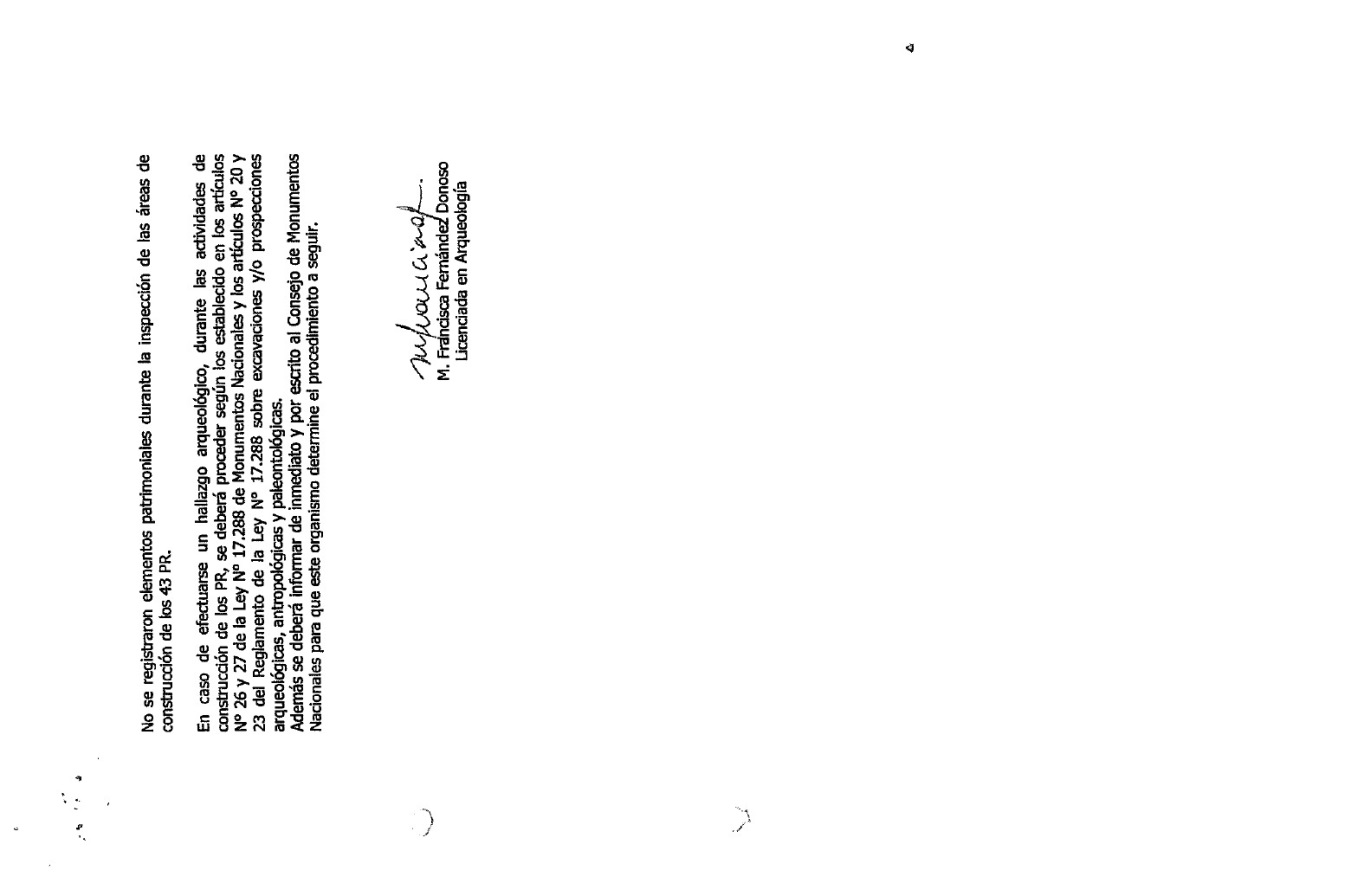 No se registraron elementos patrimoniales durante la inspección de las áreas de
construcción de los 43 PR.
En caso de efectuarse un hallazgo arqueológico, durante las actividades de
construcción de los PR, se deberá proceder según los establecido en los artículos
Nº 26 y 27 de la Ley Nº 17.288 de Monumentos Nacionales y los artículos Nº 20 y
23 del Reglamento de la Ley Nº 17.288 sobre excavaciones y/o prospecciones
arqueológicas, antropológicas y paleontológicas.
Además se deberá informar de inmediato y por escrito al Consejo de Monumentos
Nacionales para que este organismo determine el procedimiento a seguir.
M. Francisca Fernández Donoso
Licenciada en Arqueología